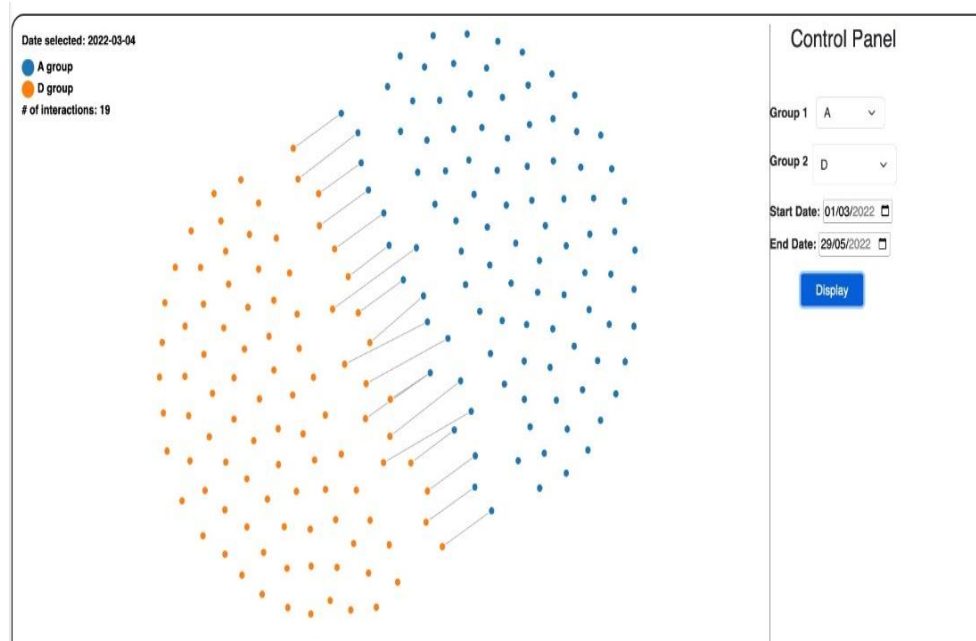 Date selected: 2022-03-04
A group
D group
# of interactions: 19
Control Panel
Group 1 A
Group 2 D
Start Date: 01/03/2022
End Date: 29/05/2022
Display